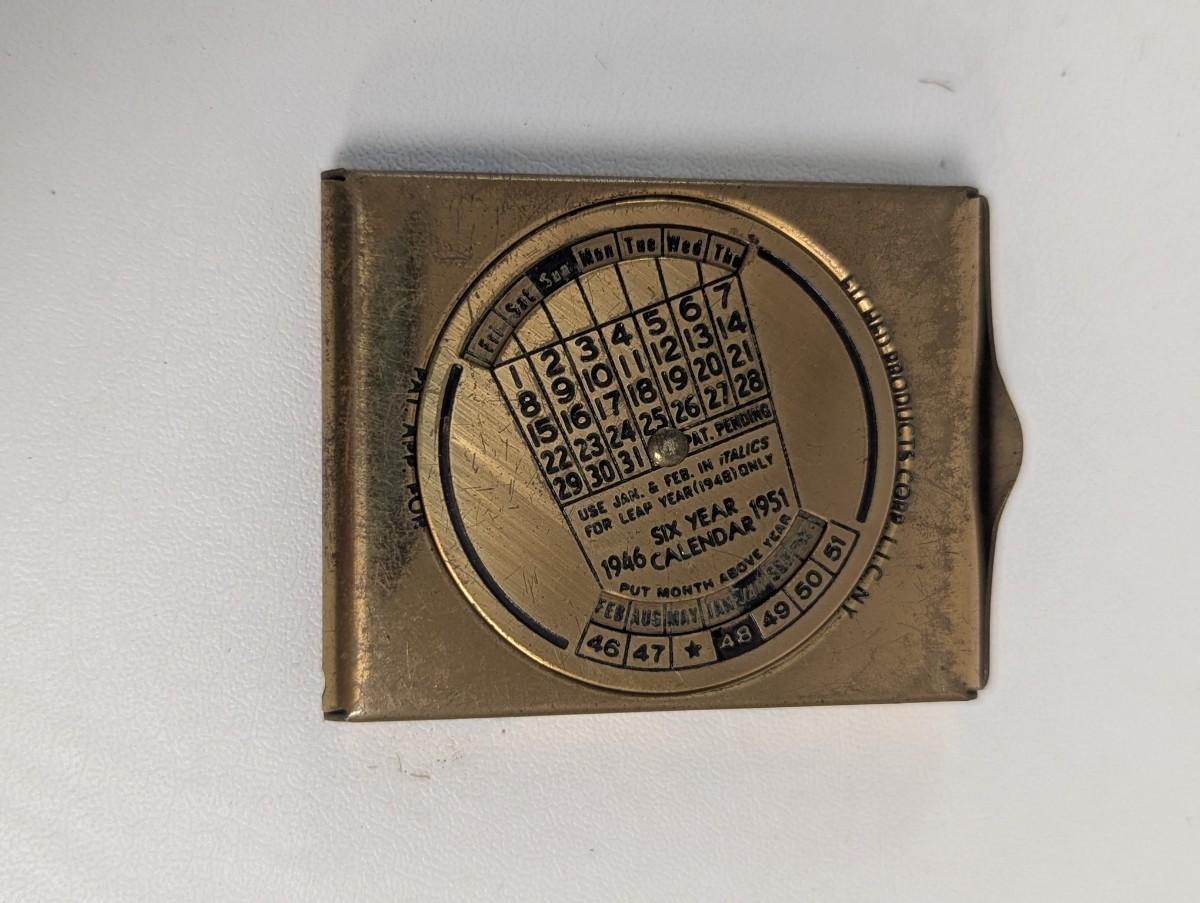 Fri Sat Sun Mon Tue Wed Thu
1 2 3 4 5 6 7
8 9 10 11 12 13 14
15 16 17 18 19 20 21
22 23 24 25 26 27 28
29 30 31 PAT. PENDING
USE JAN. & FEB. IN ITALICS
FOR LEAP YEAR (1948) ONLY
SIX YEAR
1946 CALENDAR 1951
PUT MONTH ABOVE YEAR
FEB AUG MAY JAN
46 47 ★ 48 49 50 51
PAT. APP. FOR
PRODUCTS CORP. L.I.C. N.Y.